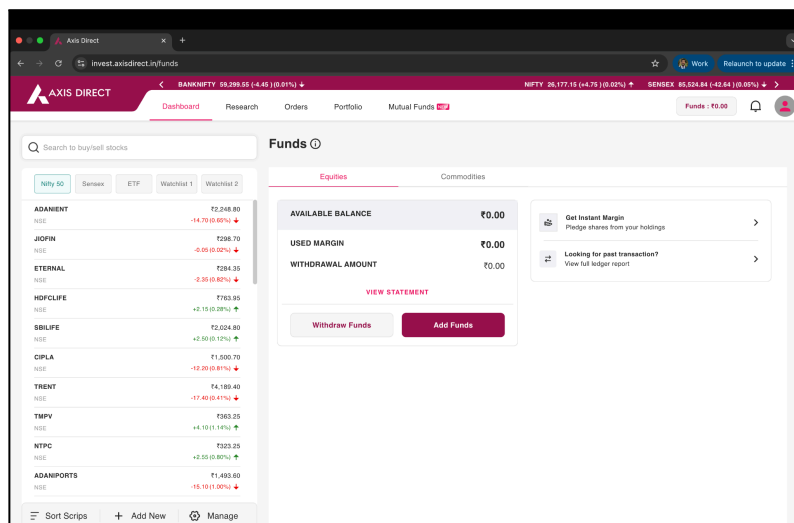 Axis Direct
invest.axisdirect.in/funds
Work
Relaunch to update
AXIS DIRECT
BANKNIFTY 59,299.55 (-4.45 )(0.01%)
NIFTY 26,177.15 (+4.75 )(0.02%)
SENSEX 85,524.84 (-42.64 )(0.05%)
Dashboard
Research
Orders
Portfolio
Mutual Funds
Funds : ₹0.00
Search to buy/sell stocks
Nifty 50
Sensex
ETF
Watchlist 1
Watchlist 2
ADANIENT ₹2,248.80
NSE -14.70 (0.65%)
JIOFIN ₹298.70
NSE -0.05 (0.02%)
ETERNAL ₹284.35
NSE -2.35 (0.82%)
HDFCLIFE ₹763.95
NSE +2.15 (0.28%)
SBILIFE ₹2,024.80
NSE +2.50 (0.12%)
CIPLA ₹1,500.70
NSE -12.20 (0.81%)
TRENT ₹4,189.40
NSE -17.40 (0.41%)
TMPV ₹363.25
NSE +4.10 (1.14%)
NTPC ₹323.25
NSE +2.55 (0.80%)
ADANIPORTS ₹1,493.60
NSE -15.10 (1.00%)
Sort Scrips
Add New
Manage
Funds
Equities
Commodities
AVAILABLE BALANCE ₹0.00
USED MARGIN ₹0.00
WITHDRAWAL AMOUNT ₹0.00
VIEW STATEMENT
Withdraw Funds
Add Funds
Get Instant Margin
Pledge shares from your holdings
Looking for past transaction?
View full ledger report